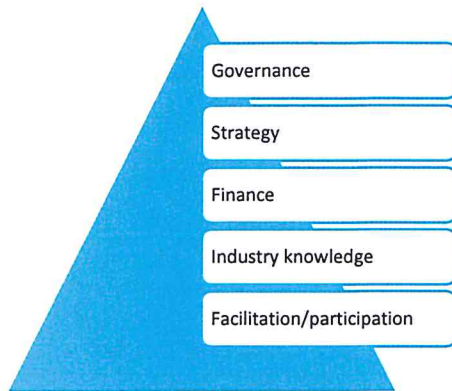 Governance
Strategy
Finance
Industry knowledge
Facilitation/participation